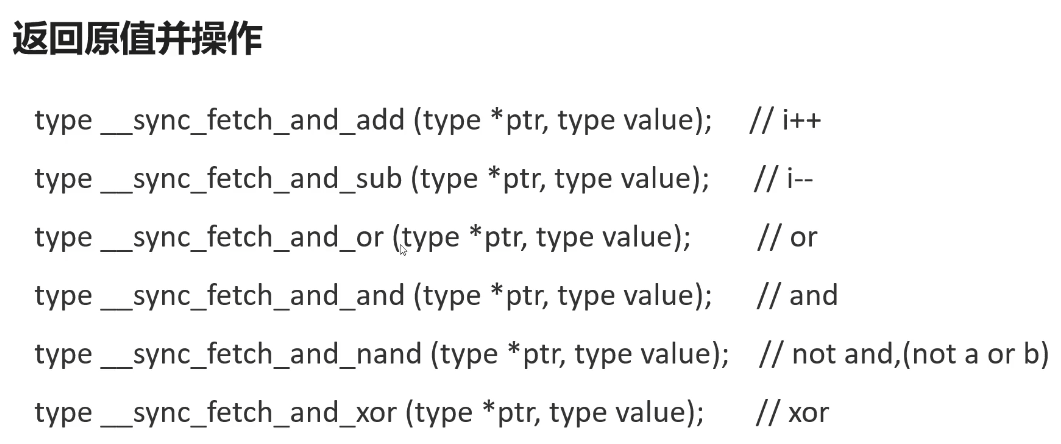 返回原值并操作
type __sync_fetch_and_add (type *ptr, type value); // i++
type __sync_fetch_and_sub (type *ptr, type value); // i--
type __sync_fetch_and_or (type *ptr, type value); // or
type __sync_fetch_and_and (type *ptr, type value); // and
type __sync_fetch_and_nand (type *ptr, type value); // not and,(not a or b)
type __sync_fetch_and_xor (type *ptr, type value); // xor